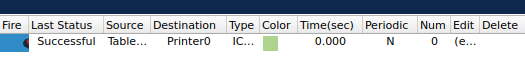 Fire Last Status Source Destination Type Color Time(sec) Periodic Num Edit Delete
Successful Table... Printer0 IC... 0.000 N 0 (e...